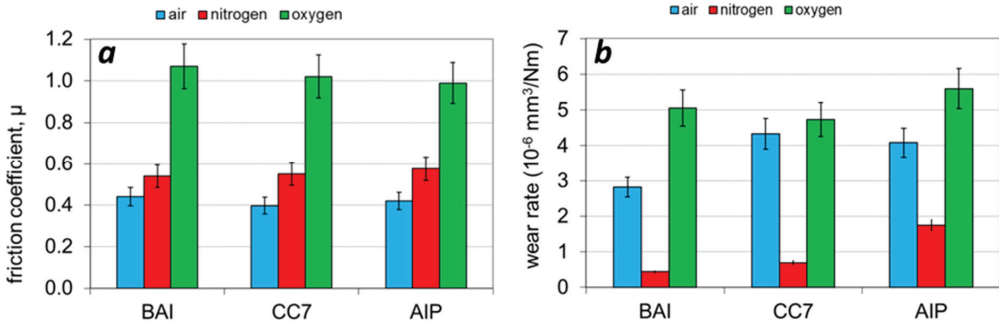 air nitrogen oxygen
a
friction coefficient, μ
1.2
1.0
0.8
0.6
0.4
0.2
0.0
BAI CC7 AIP
air nitrogen oxygen
b
wear rate (10⁻⁶ mm³/Nm)
7
6
5
4
3
2
1
0
BAI CC7 AIP